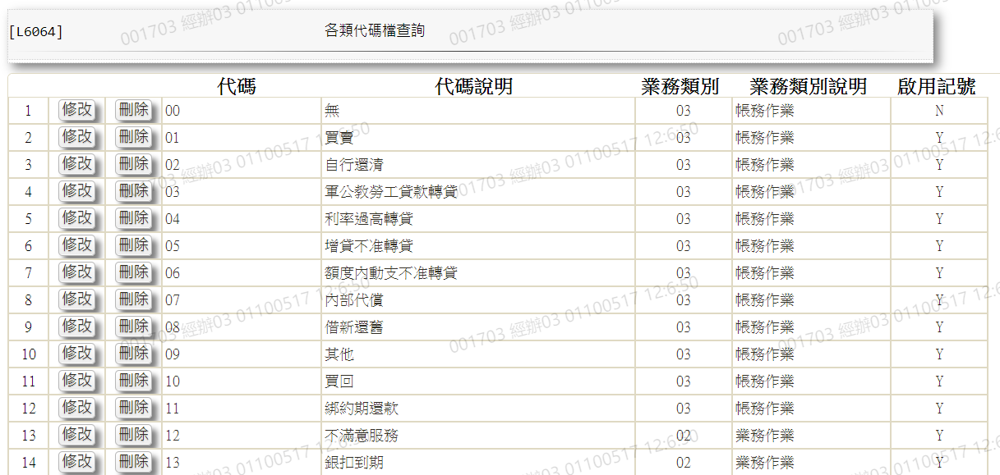 [L6064] 各類代碼檔查詢
代碼 代碼說明 業務類別 業務類別說明 啟用記號
1 修改 刪除 00 無 03 帳務作業 N
2 修改 刪除 01 買賣 03 帳務作業 Y
3 修改 刪除 02 自行還清 03 帳務作業 Y
4 修改 刪除 03 軍公教勞工貸款轉貸 03 帳務作業 Y
5 修改 刪除 04 利率過高轉貸 03 帳務作業 Y
6 修改 刪除 05 增貸不准轉貸 03 帳務作業 Y
7 修改 刪除 06 額度內動支不准轉貸 03 帳務作業 Y
8 修改 刪除 07 內部代償 03 帳務作業 Y
9 修改 刪除 08 借新還舊 03 帳務作業 Y
10 修改 刪除 09 其他 03 帳務作業 Y
11 修改 刪除 10 買回 03 帳務作業 Y
12 修改 刪除 11 綁約期還款 03 帳務作業 Y
13 修改 刪除 12 不滿意服務 02 業務作業 Y
14 修改 刪除 13 銀扣到期 02 業務作業 Y
001703 經辦03 01100517 12:6:50